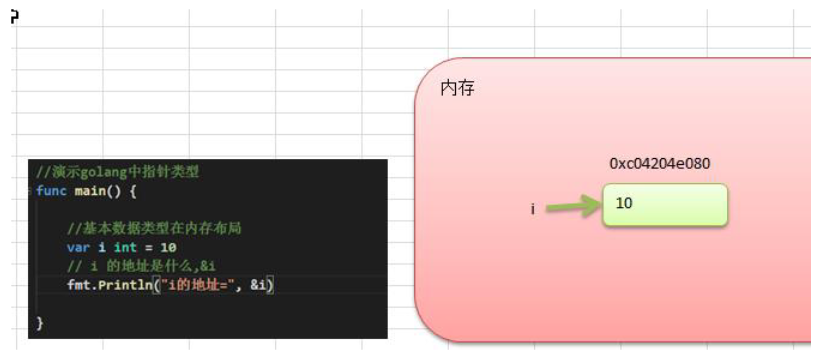 //演示golang中指针类型
func main() {
//基本数据类型在内存布局
var i int = 10
// i 的地址是什么,&i
fmt.Println("i的地址=", &i)
}
内存
0xc04204e080
i
10